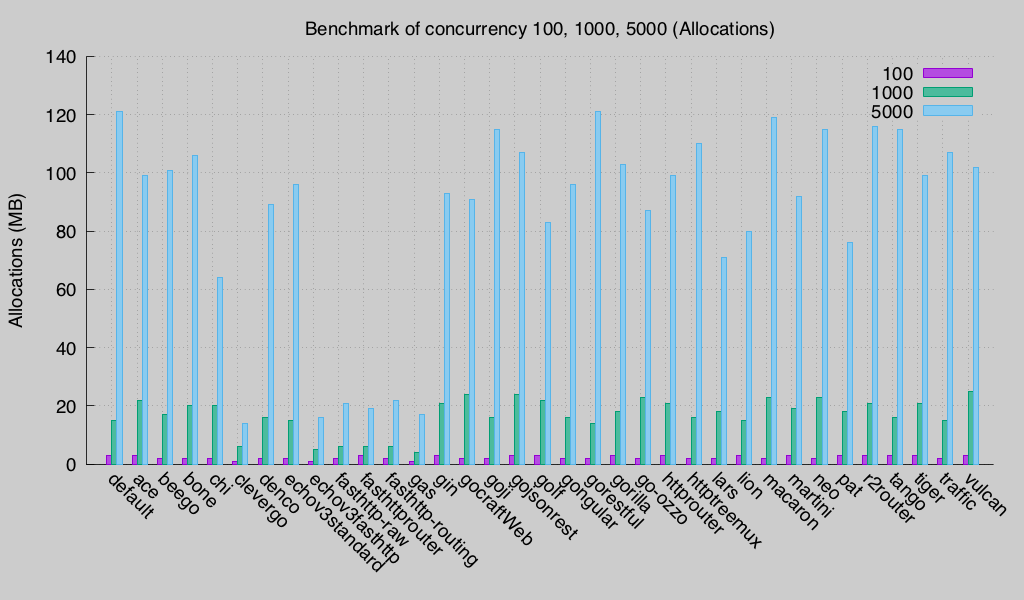 Benchmark of concurrency 100, 1000, 5000 (Allocations)
100
1000
5000
Allocations (MB)
140
120
100
80
60
40
20
0
default
ace
beego
bone
chi
clevergo
denco
echov3standard
echov3fasthttp
fasthttp-raw
fasthttprouter
fasthttp-routing
gas
gin
gocraftWeb
goji
gojsonrest
golf
gongular
gorestful
gorilla
go-ozzo
httprouter
httptreemux
lars
lion
macaron
martini
neo
pat
r2router
tango
tiger
traffic
vulcan